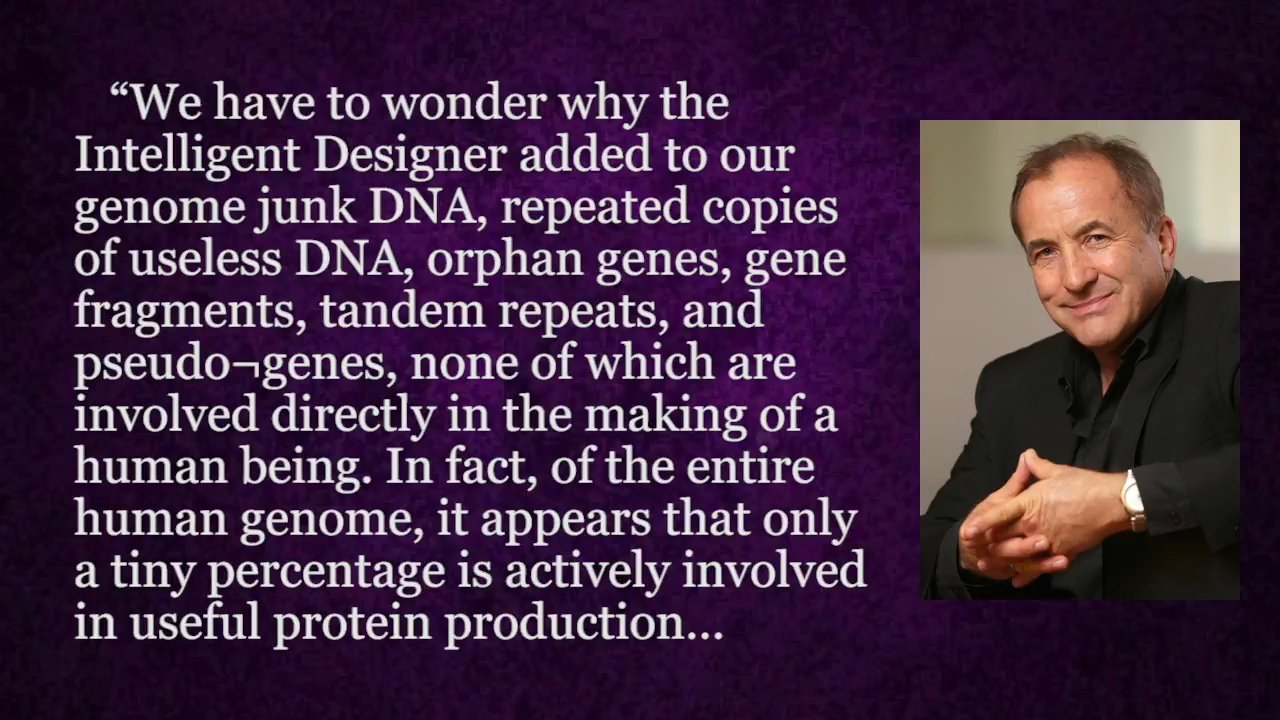 “We have to wonder why the
Intelligent Designer added to our
genome junk DNA, repeated copies
of useless DNA, orphan genes, gene
fragments, tandem repeats, and
pseudo¬genes, none of which are
involved directly in the making of a
human being. In fact, of the entire
human genome, it appears that only
a tiny percentage is actively involved
in useful protein production...